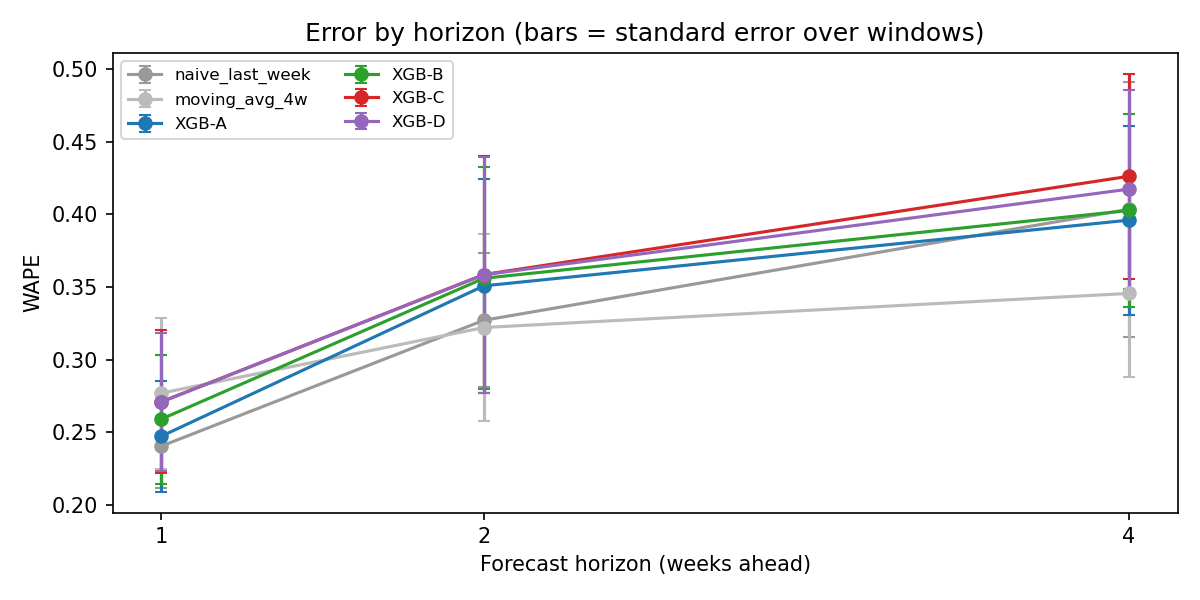 Error by horizon (bars = standard error over windows)
naive_last_week
moving_avg_4w
XGB-A
XGB-B
XGB-C
XGB-D
0.50
0.45
0.40
0.35
0.30
0.25
0.20
WAPE
1 2 4
Forecast horizon (weeks ahead)